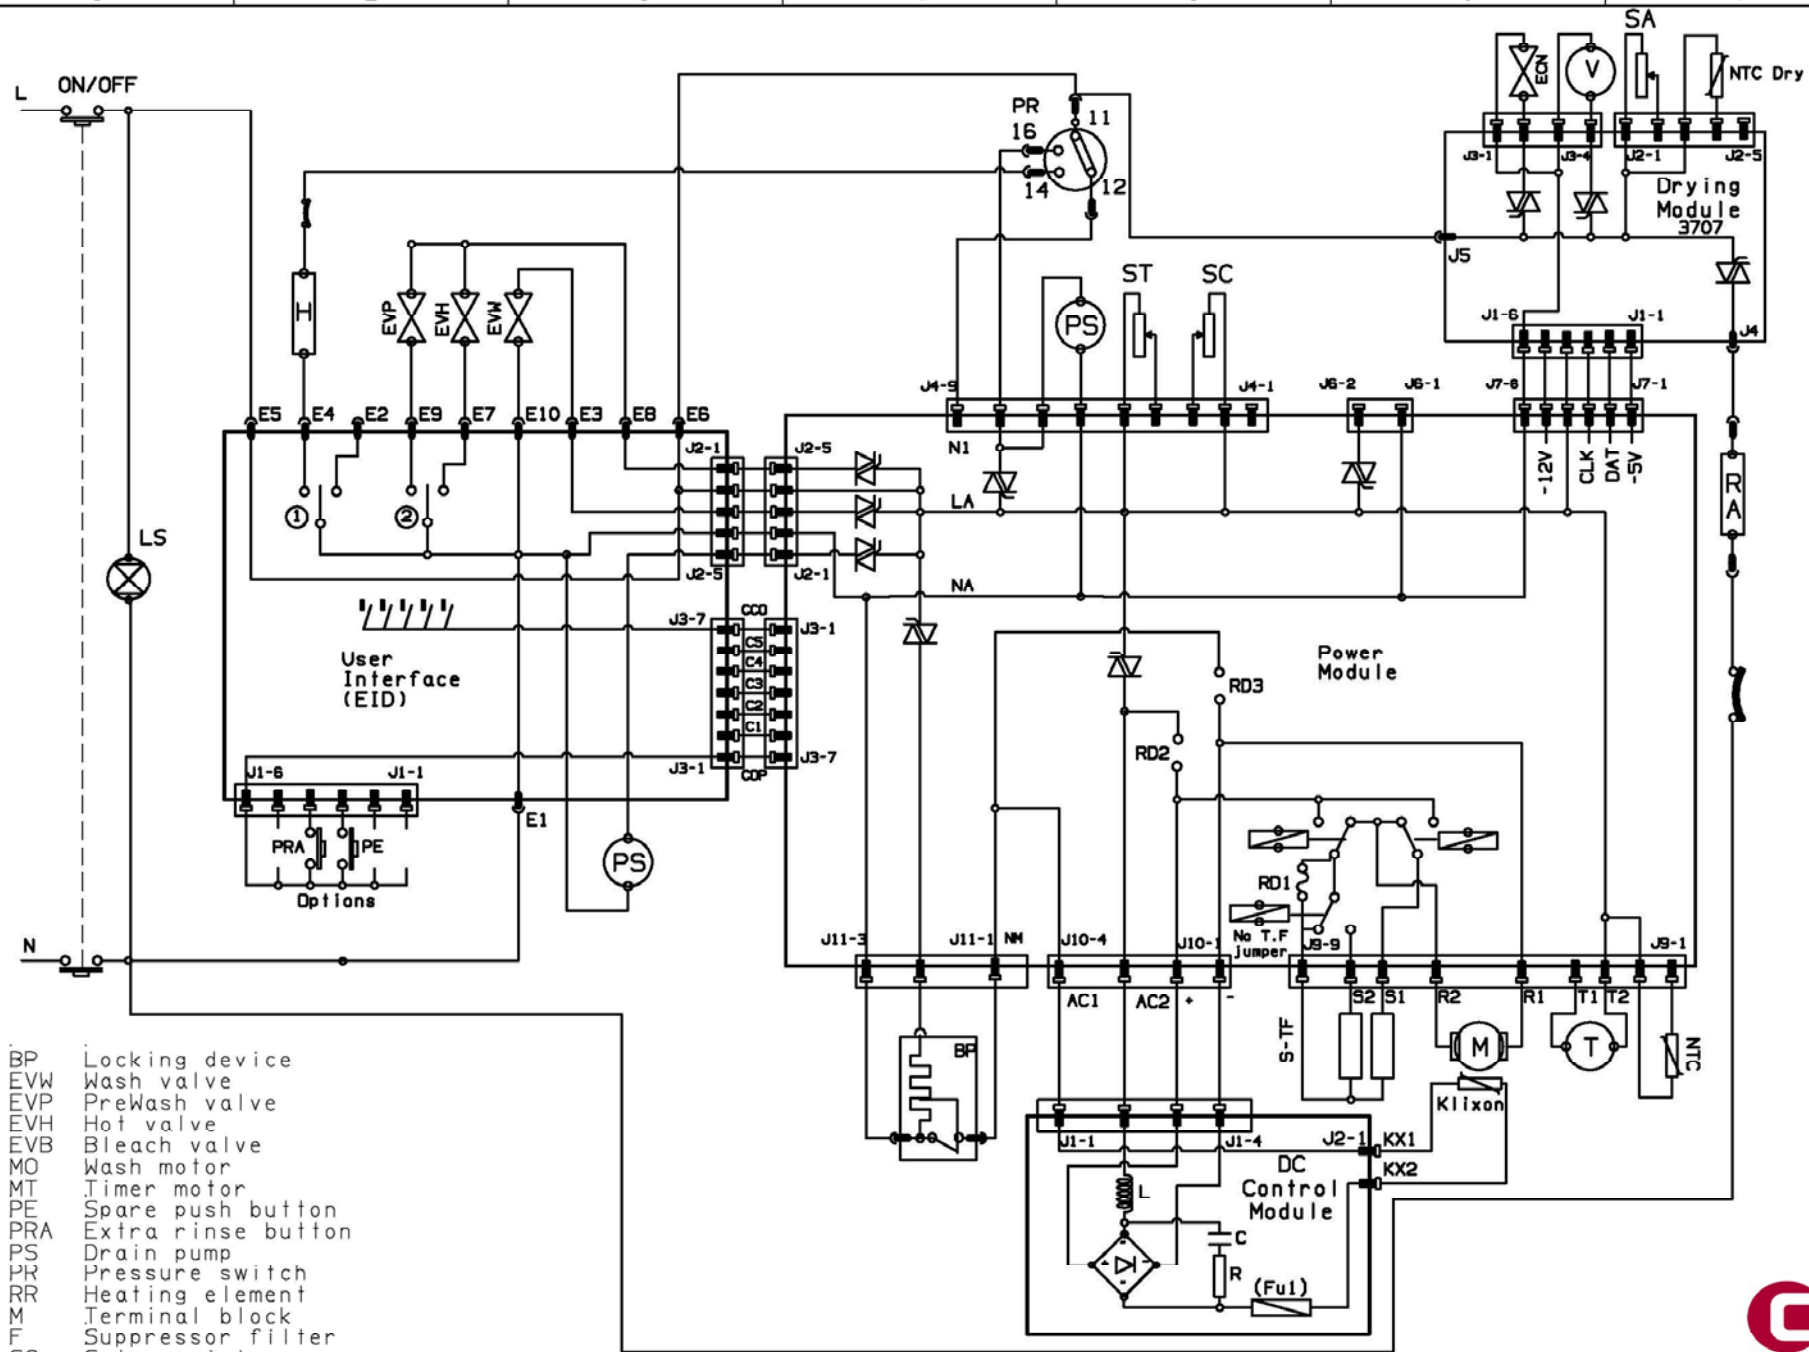 L ON/OFF
SA
ECN
V
NTC Dry
PR
16
11
14
12
J3-1
J3-4
J2-1
J2-5
Drying
Module
3707
J5
J1-6
J1-1
J4
H
EVP
EVH
EVW
PS
ST
SC
J4-9
J4-1
J6-2
J6-1
J7-6
J7-1
E5
E4
E2
E9
E7
E10
E3
E8
E6
J2-1
J2-5
N1
LA
-12V
CLK
DAT
-5V
RA
1
2
LS
J2-5
J2-1
NA
CCO
J3-7
J3-1
C5
C4
C3
C2
C1
J3-1
J3-7
COP
User
Interface
(EID)
Power
Module
RD3
RD2
J1-6
J1-1
E1
PRA
PE
Options
PS
RD1
No T.F
jumper
N
J11-3
J11-1
NM
J10-4
J10-1
J9-9
J9-1
AC1
AC2
+
-
S2
S1
R2
R1
T1
T2
S-TF
M
T
NTC
BP
Klixon
J1-1
J1-4
J2-1
KX1
KX2
DC
Control
Module
L
C
R
(Fu1)
BP Locking device
EVW Wash valve
EVP PreWash valve
EVH Hot valve
EVB Bleach valve
MO Wash motor
MT Timer motor
PE Spare push button
PRA Extra rinse button
PS Drain pump
PR Pressure switch
RR Heating element
M Terminal block
F Suppressor filter